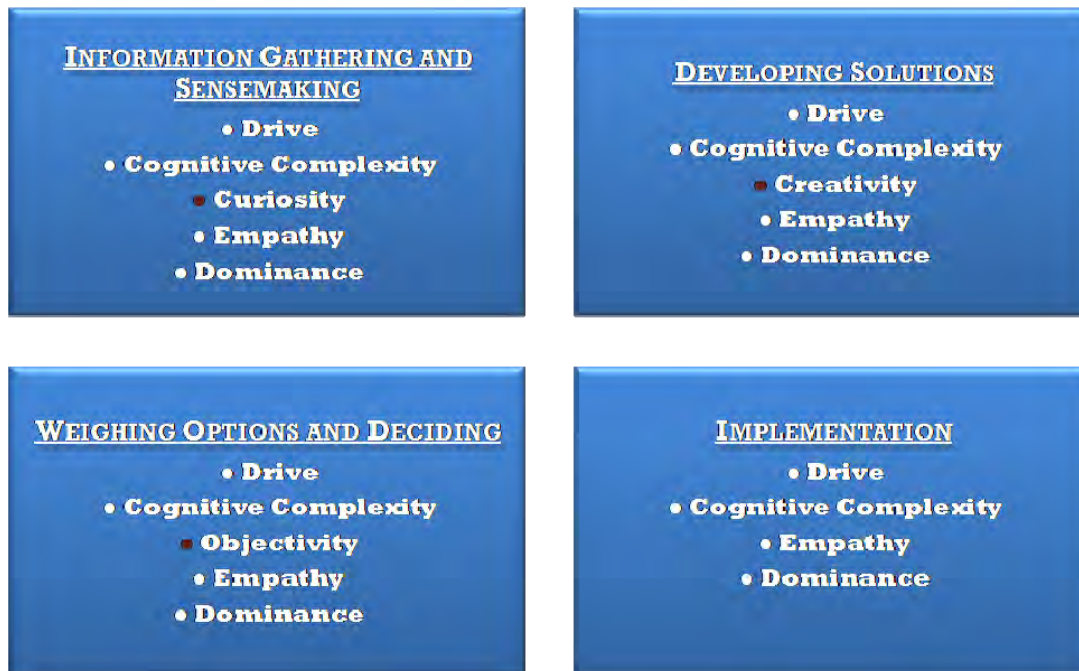 INFORMATION GATHERING AND
SENSEMAKING
• Drive
• Cognitive Complexity
• Curiosity
• Empathy
• Dominance
DEVELOPING SOLUTIONS
• Drive
• Cognitive Complexity
• Creativity
• Empathy
• Dominance
WEIGHING OPTIONS AND DECIDING
• Drive
• Cognitive Complexity
• Objectivity
• Empathy
• Dominance
IMPLEMENTATION
• Drive
• Cognitive Complexity
• Empathy
• Dominance